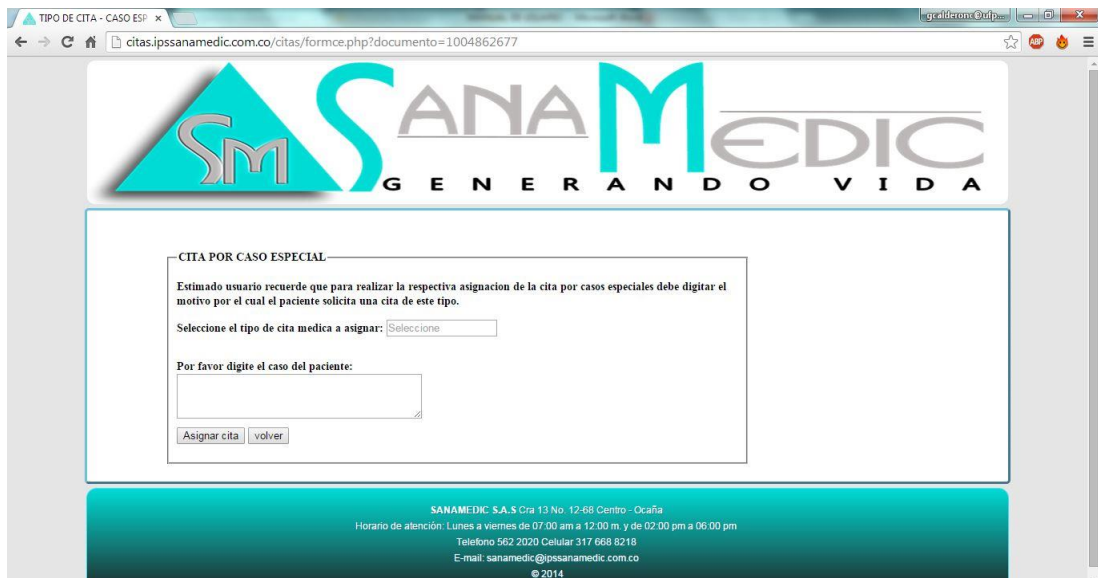 TIPO DE CITA - CASO ESP
citas.ipssanamedic.com.co/citas/formce.php?documento=1004862677
ABP
SM
SANAMEDIC
GENERANDO VIDA
CITA POR CASO ESPECIAL
Estimado usuario recuerde que para realizar la respectiva asignacion de la cita por casos especiales debe digitar el
motivo por el cual el paciente solicita una cita de este tipo.
Seleccione el tipo de cita medica a asignar: Seleccione
Por favor digite el caso del paciente:
Asignar cita volver
SANAMEDIC S.A.S Cra 13 No. 12-68 Centro - Ocaña
Horario de atención: Lunes a viernes de 07:00 am a 12:00 m. y de 02:00 pm a 06:00 pm
Telefono 562 2020 Celular 317 668 8218
E-mail: sanamedic@ipssanamedic.com.co
© 2014